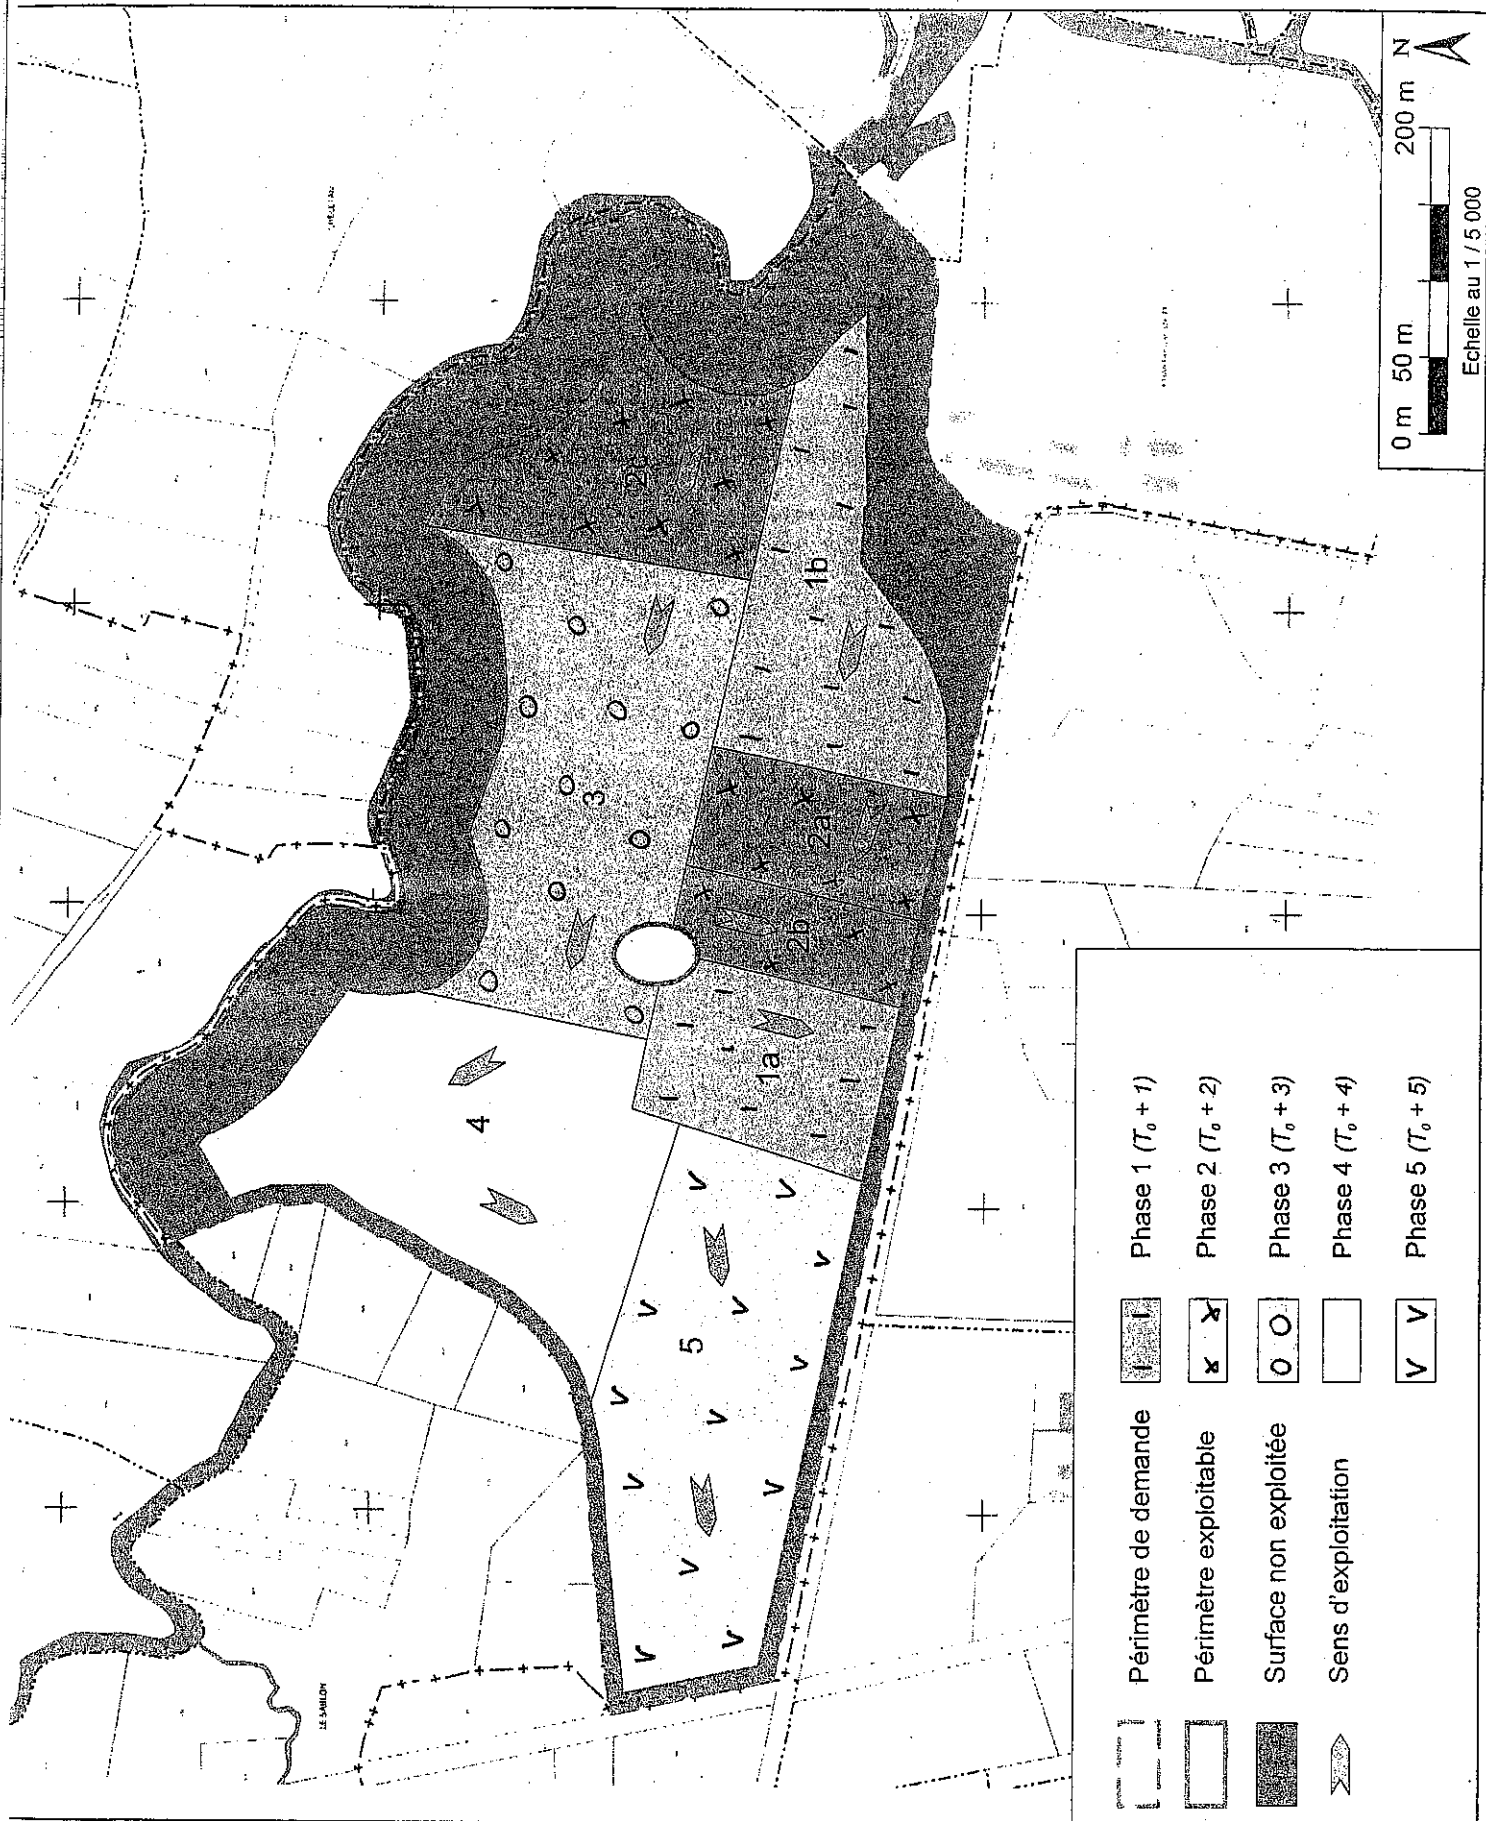 LE SABLOY
4
5
3
1a
2b
2a
1b
2c
N
0 m 50 m 200 m
Echelle au 1 / 5 000
Périmètre de demande
Périmètre exploitable
Surface non exploitée
Sens d'exploitation
Phase 1 (T₀ + 1)
Phase 2 (T₀ + 2)
Phase 3 (T₀ + 3)
Phase 4 (T₀ + 4)
Phase 5 (T₀ + 5)